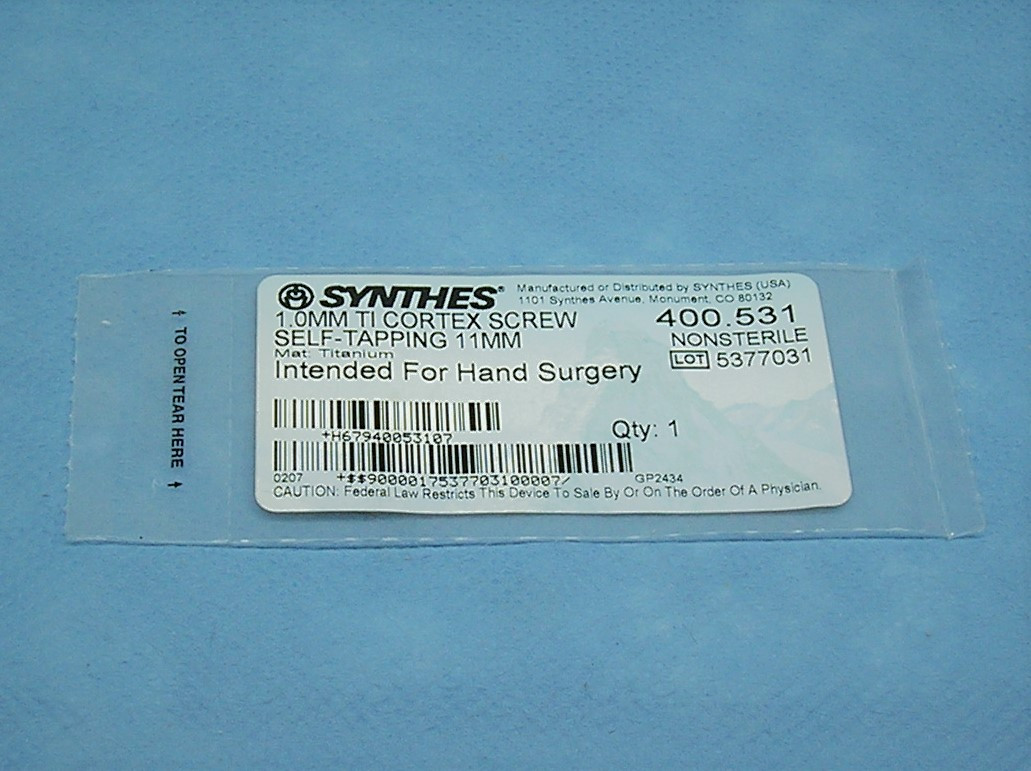 SYNTHES®
Manufactured or Distributed by SYNTHES (USA)
1101 Synthes Avenue, Monument, CO 80132
1.0MM TI CORTEX SCREW
400.531
SELF-TAPPING 11MM
NONSTERILE
Mat: Titanium
LOT 5377031
Intended For Hand Surgery
Qty: 1
+H67940053107
0207 +$$9000017537703100007/ GP2434
CAUTION: Federal Law Restricts This Device To Sale By Or On The Order Of A Physician.
TO OPEN TEAR HERE